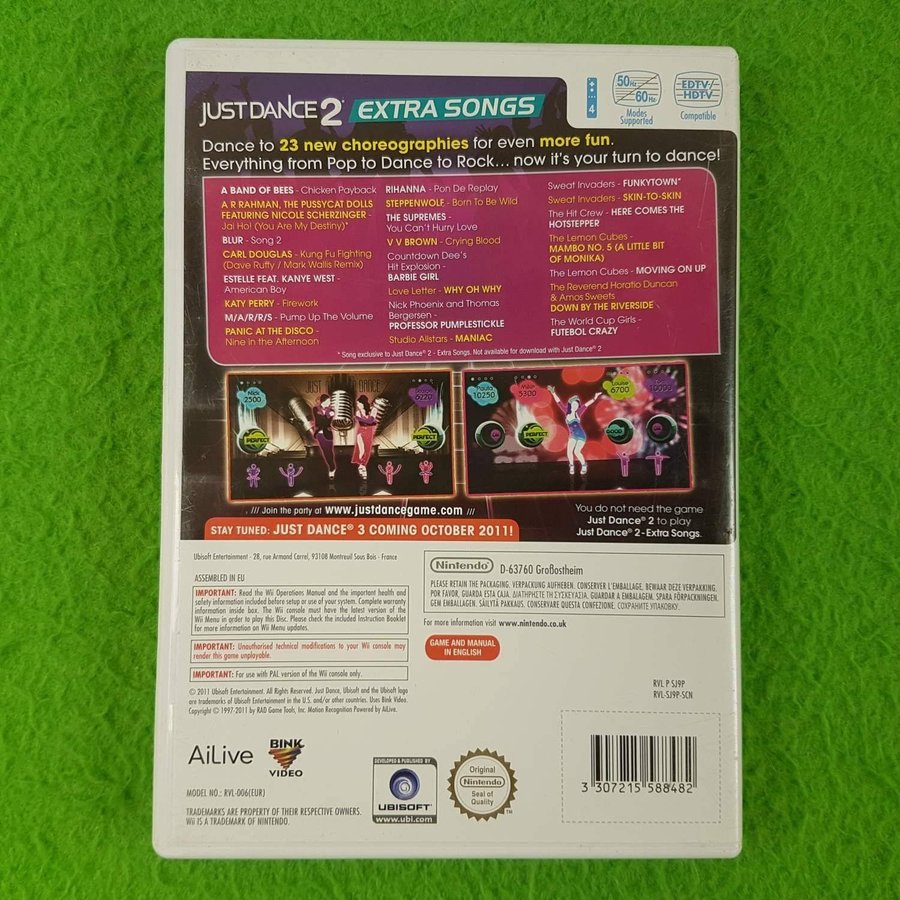 JUST DANCE 2 EXTRA SONGS
4
50Hz
60Hz
Modes
Supported
EDTV/
HDTV
Compatible
Dance to 23 new choreographies for even more fun.
Everything from Pop to Dance to Rock... now it's your turn to dance!
A BAND OF BEES - Chicken Payback
A R RAHMAN, THE PUSSYCAT DOLLS
FEATURING NICOLE SCHERZINGER -
Jai Ho! (You Are My Destiny)*
BLUR - Song 2
CARL DOUGLAS - Kung Fu Fighting
(Dave Ruffy / Mark Wallis Remix)
ESTELLE FEAT. KANYE WEST -
American Boy
KATY PERRY - Firework
M/A/R/R/S - Pump Up The Volume
PANIC AT THE DISCO -
Nine in the Afternoon
RIHANNA - Pon De Replay
STEPPENWOLF - Born To Be Wild
THE SUPREMES -
You Can't Hurry Love
V V BROWN - Crying Blood
Countdown Dee's
Hit Explosion -
BARBIE GIRL
Love Letter - WHY OH WHY
Nick Phoenix and Thomas
Bergersen -
PROFESSOR PUMPLESTICKLE
Studio Allstars - MANIAC
Sweat Invaders - FUNKYTOWN*
Sweat Invaders - SKIN-TO-SKIN
The Hit Crew - HERE COMES THE
HOTSTEPPER
The Lemon Cubes -
MAMBO NO. 5 (A LITTLE BIT
OF MONIKA)
The Lemon Cubes - MOVING ON UP
The Reverend Horatio Duncan
& Amos Sweets
DOWN BY THE RIVERSIDE
The World Cup Girls -
FUTEBOL CRAZY
* Song exclusive to Just Dance® 2 - Extra Songs. Not available for download with Just Dance® 2
Nick
2500
6220
PERFECT
PERFECT
Paula
10250
5300
Louise
6700
10000
PERFECT
GOOD
/// Join the party at www.justdancegame.com ///
STAY TUNED: JUST DANCE® 3 COMING OCTOBER 2011!
You do not need the game
Just Dance® 2 to play
Just Dance® 2 - Extra Songs.
Ubisoft Entertainment - 28, rue Armand Carrel, 93108 Montreuil Sous Bois - France
ASSEMBLED IN EU
IMPORTANT: Read the Wii Operations Manual and the important health and
safety information included before setup or use of your system. Complete warranty
information inside box. The Wii console must have the latest version of the
Wii Menu in order to play this Disc. Please check the included Instruction Booklet
for more information on Wii Menu updates.
IMPORTANT: Unauthorised technical modifications to your Wii console may
render this game unplayable.
IMPORTANT: For use with PAL version of the Wii console only.
© 2011 Ubisoft Entertainment. All Rights Reserved. Just Dance, Ubisoft and the Ubisoft logo
are trademarks of Ubisoft Entertainment in the U.S. and/or other countries. Uses Bink Video.
Copyright © 1997-2011 by RAD Game Tools, Inc. Motion Recognition Powered by AiLive.
Nintendo D-63760 Großostheim
PLEASE RETAIN THE PACKAGING. VERPACKUNG AUFHEBEN. CONSERVER L'EMBALLAGE. BEWAAR DEZE VERPAKKING.
POR FAVOR, GUARDA ESTA CAJA. ΔΙΑΤΗΡΗΣΤΕ ΤΗ ΣΥΣΚΕΥΑΣΙΑ. GUARDAR A EMBALAGEM. SPARA FÖRPACKNINGEN.
GEM EMBALLAGEN. SÄILYTÄ PAKKAUS. CONSERVARE QUESTA CONFEZIONE. СОХРАНИТЕ УПАКОВКУ.
For more information visit www.nintendo.co.uk
GAME AND MANUAL
IN ENGLISH
RVL P SJ9P
RVL-SJ9P-SCN
AiLive
BINK
VIDEO
DEVELOPED & PUBLISHED BY
UBISOFT
www.ubi.com
Original
Nintendo
Seal of
Quality
TM
3 307215 588482
MODEL NO.: RVL-006(EUR)
TRADEMARKS ARE PROPERTY OF THEIR RESPECTIVE OWNERS.
Wii IS A TRADEMARK OF NINTENDO.